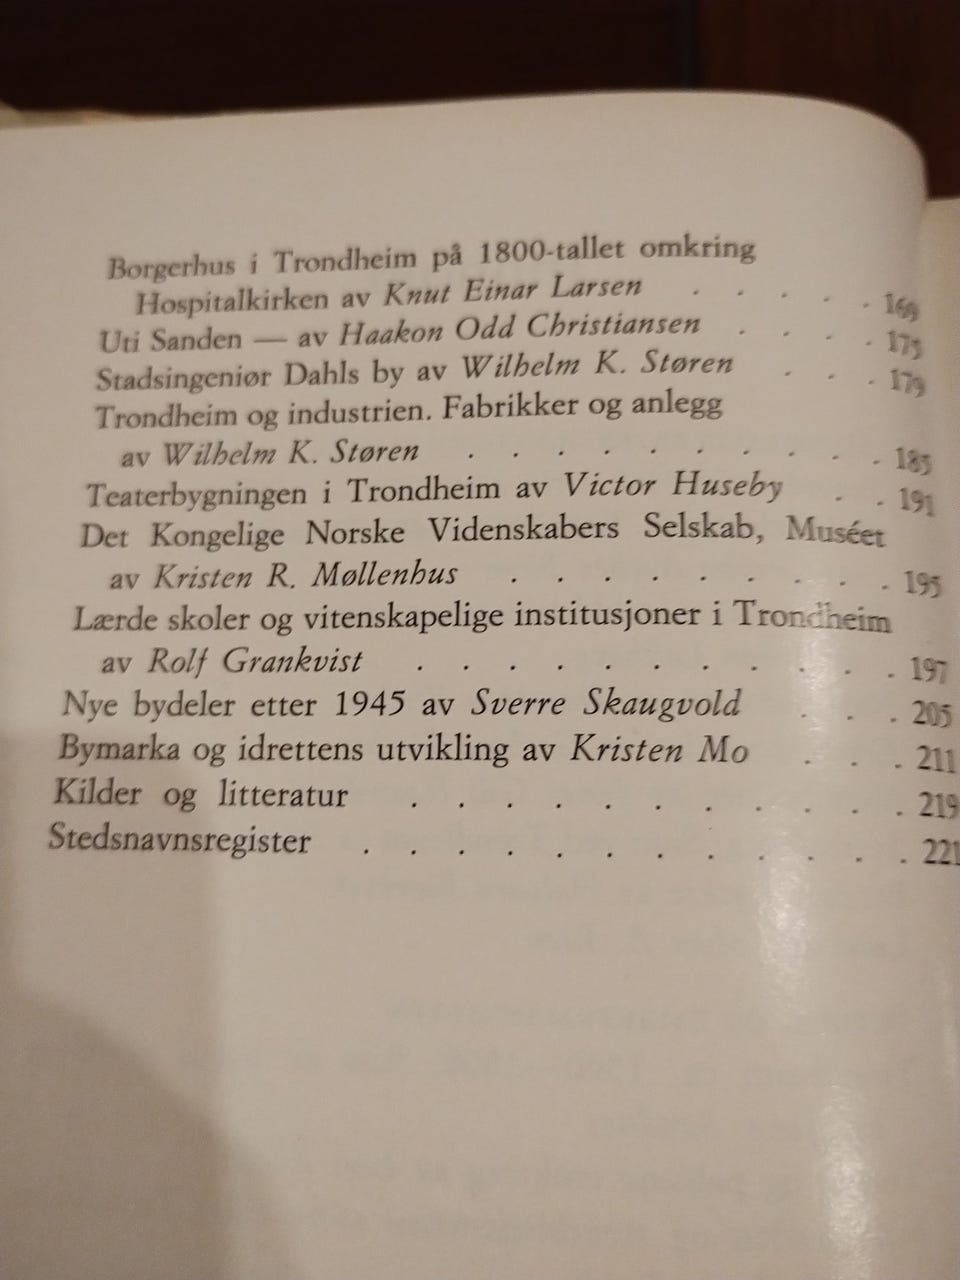 Borgerhus i Trondheim på 1800-tallet omkring
Hospitalkirken av Knut Einar Larsen . . . . . 169
Uti Sanden — av Haakon Odd Christiansen . . . . 175
Stadsingeniør Dahls by av Wilhelm K. Støren . . . 179
Trondheim og industrien. Fabrikker og anlegg
av Wilhelm K. Støren . . . . . . . . 185
Teaterbygningen i Trondheim av Victor Huseby . . 191
Det Kongelige Norske Videnskabers Selskab, Muséet
av Kristen R. Møllenhus . . . . . . . . . 195
Lærde skoler og vitenskapelige institusjoner i Trondheim
av Rolf Grankvist . . . . . . . . . . . 197
Nye bydeler etter 1945 av Sverre Skaugvold . . . 205
Bymarka og idrettens utvikling av Kristen Mo . . . 211
Kilder og litteratur . . . . . . . . . . . 219
Stedsnavnsregister . . . . . . . . . . . . 221